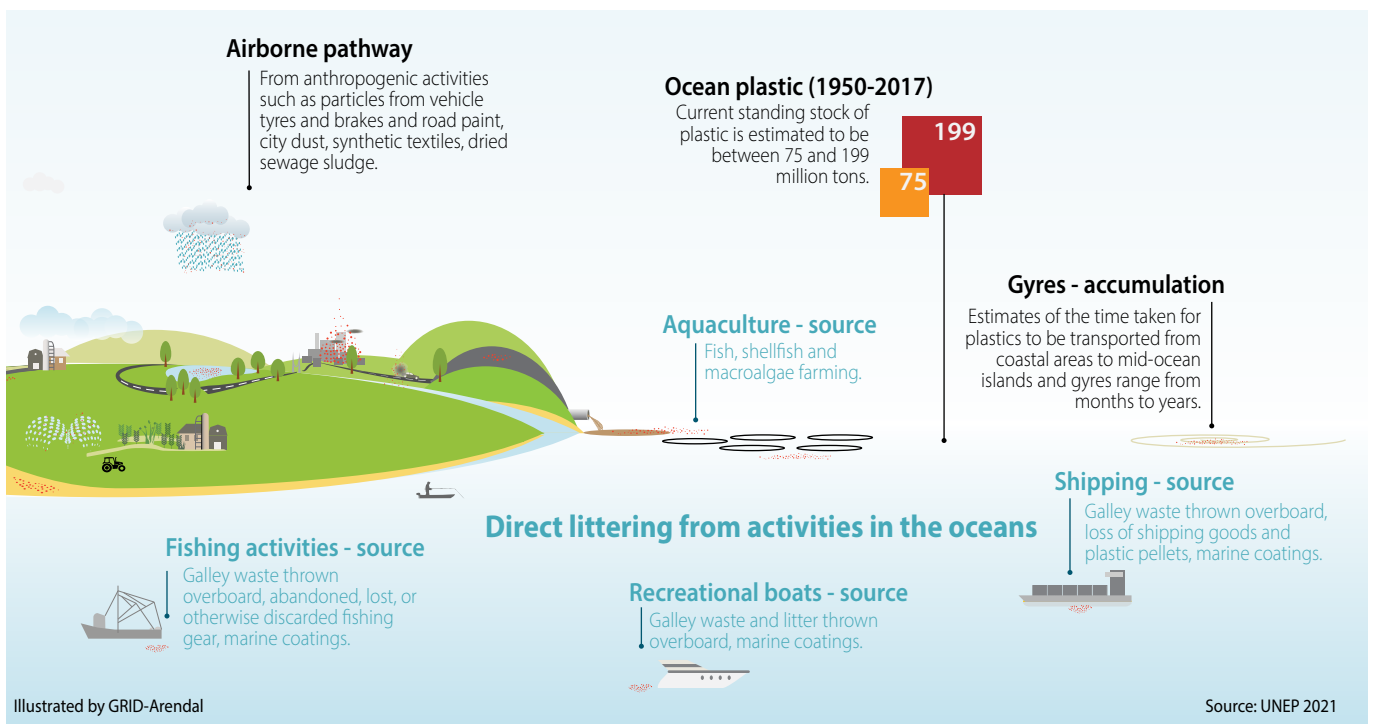 Airborne pathway
From anthropogenic activities
such as particles from vehicle
tyres and brakes and road paint,
city dust, synthetic textiles, dried
sewage sludge.
Ocean plastic (1950-2017)
Current standing stock of
plastic is estimated to be
between 75 and 199
million tons.
199
75
Gyres - accumulation
Estimates of the time taken for
plastics to be transported from
coastal areas to mid-ocean
islands and gyres range from
months to years.
Aquaculture - source
Fish, shellfish and
macroalgae farming.
Direct littering from activities in the oceans
Shipping - source
Galley waste thrown overboard,
loss of shipping goods and
plastic pellets, marine coatings.
Fishing activities - source
Galley waste thrown
overboard, abandoned, lost, or
otherwise discarded fishing
gear, marine coatings.
Recreational boats - source
Galley waste and litter thrown
overboard, marine coatings.
Illustrated by GRID-Arendal
Source: UNEP 2021